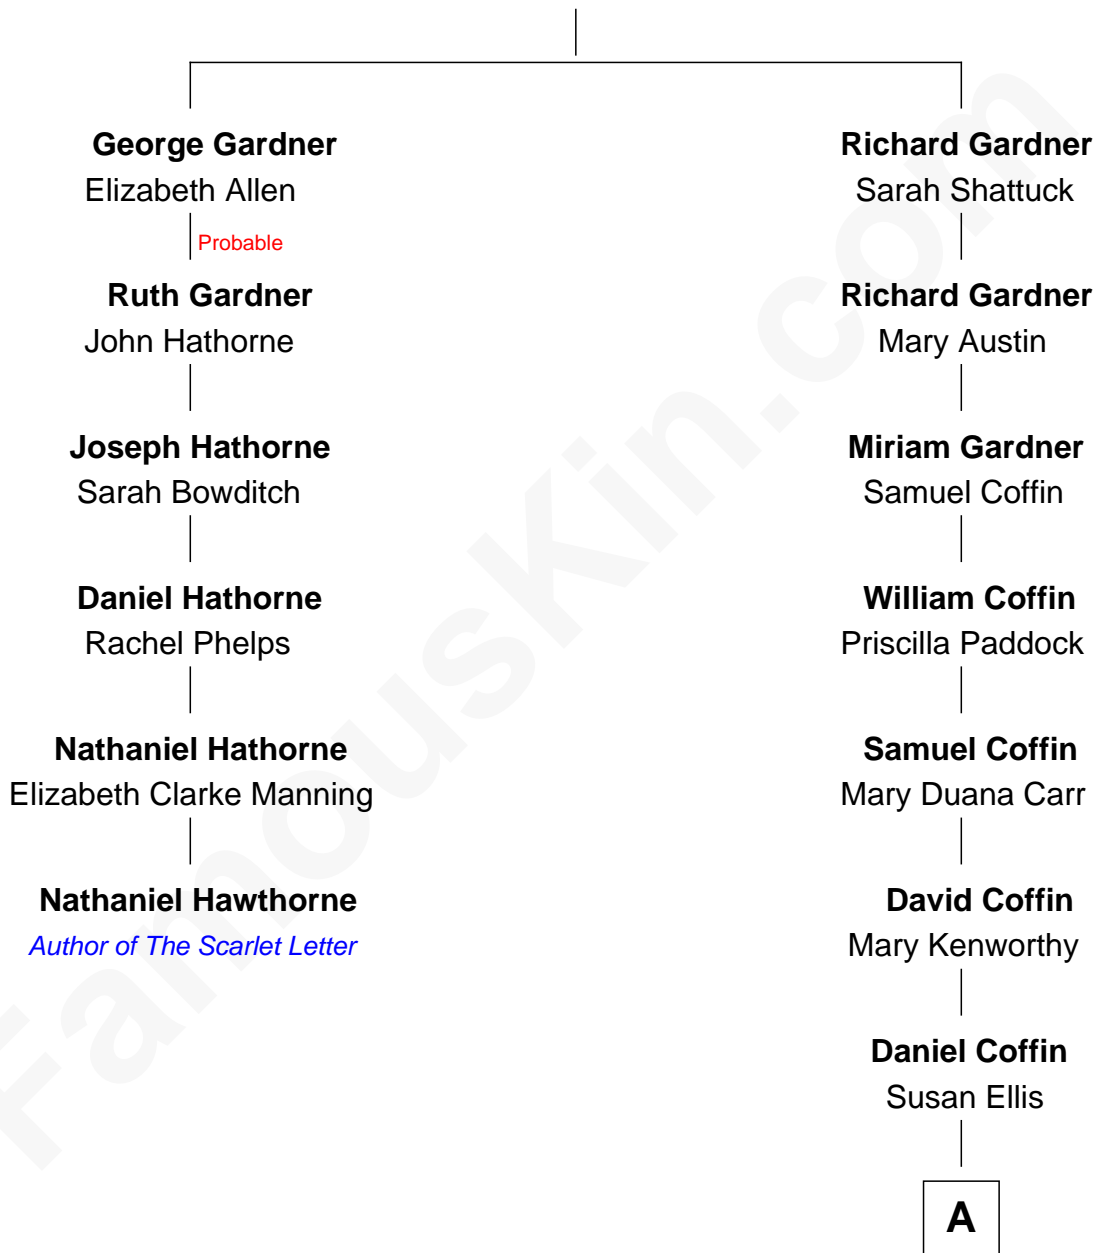 George Gardner
Elizabeth Allen
Probable
Ruth Gardner
John Hathorne
Joseph Hathorne
Sarah Bowditch
Daniel Hathorne
Rachel Phelps
Nathaniel Hathorne
Elizabeth Clarke Manning
Nathaniel Hawthorne
Author of The Scarlet Letter
Richard Gardner
Sarah Shattuck
Richard Gardner
Mary Austin
Miriam Gardner
Samuel Coffin
William Coffin
Priscilla Paddock
Samuel Coffin
Mary Duana Carr
David Coffin
Mary Kenworthy
Daniel Coffin
Susan Ellis
A
FamousKin.com